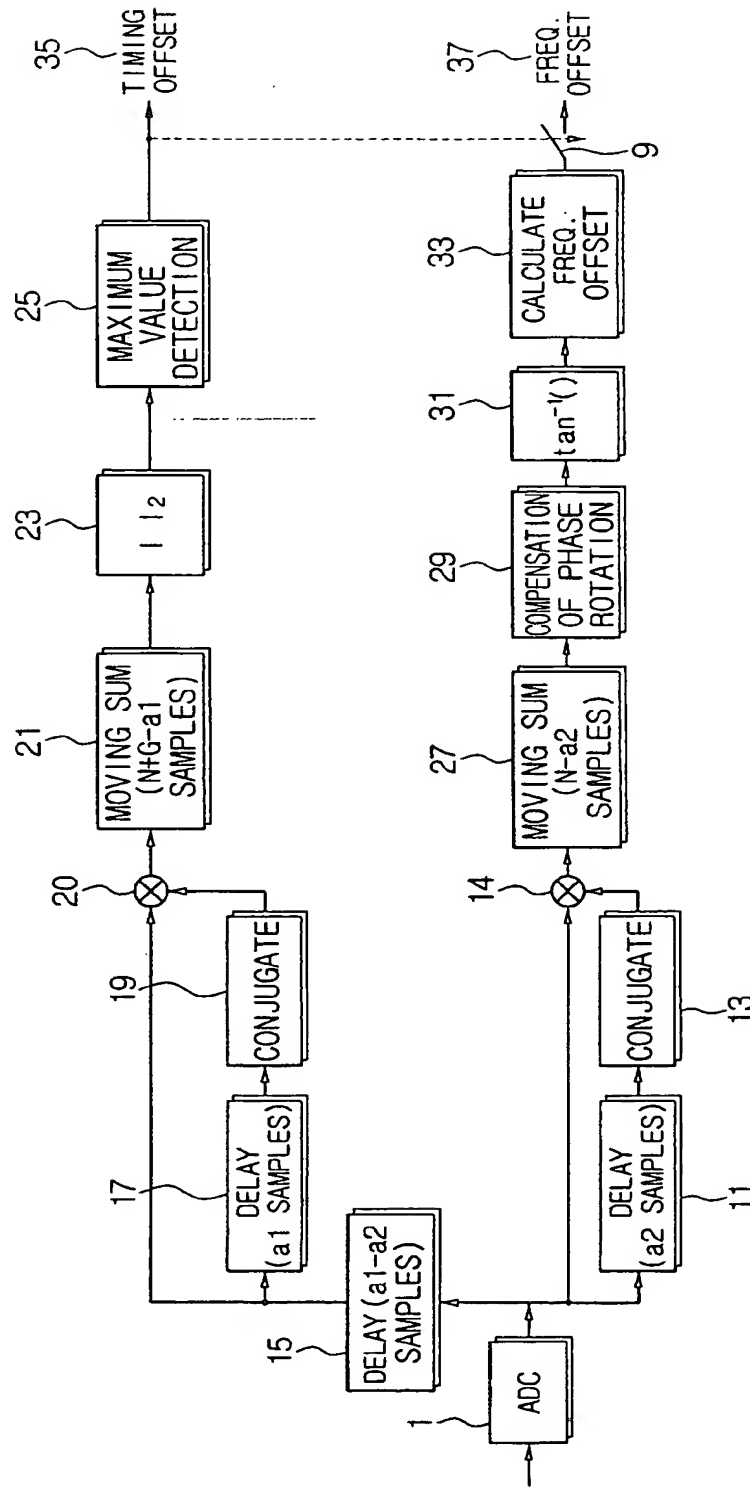 1
ADC
15
DELAY (a1-a2
SAMPLES)
17
DELAY
(a1 SAMPLES)
19
CONJUGATE
20
21
MOVING SUM
(N+G-a1
SAMPLES)
23
| |2
25
MAXIMUM
VALUE
DETECTION
35
TIMING
OFFSET
11
DELAY
(a2 SAMPLES)
13
CONJUGATE
14
27
MOVING SUM
(N-a2
SAMPLES)
29
COMPENSATION
OF PHASE
ROTATION
31
tan-1()
33
CALCULATE
FREQ.
OFFSET
9
37
FREQ.
OFFSET